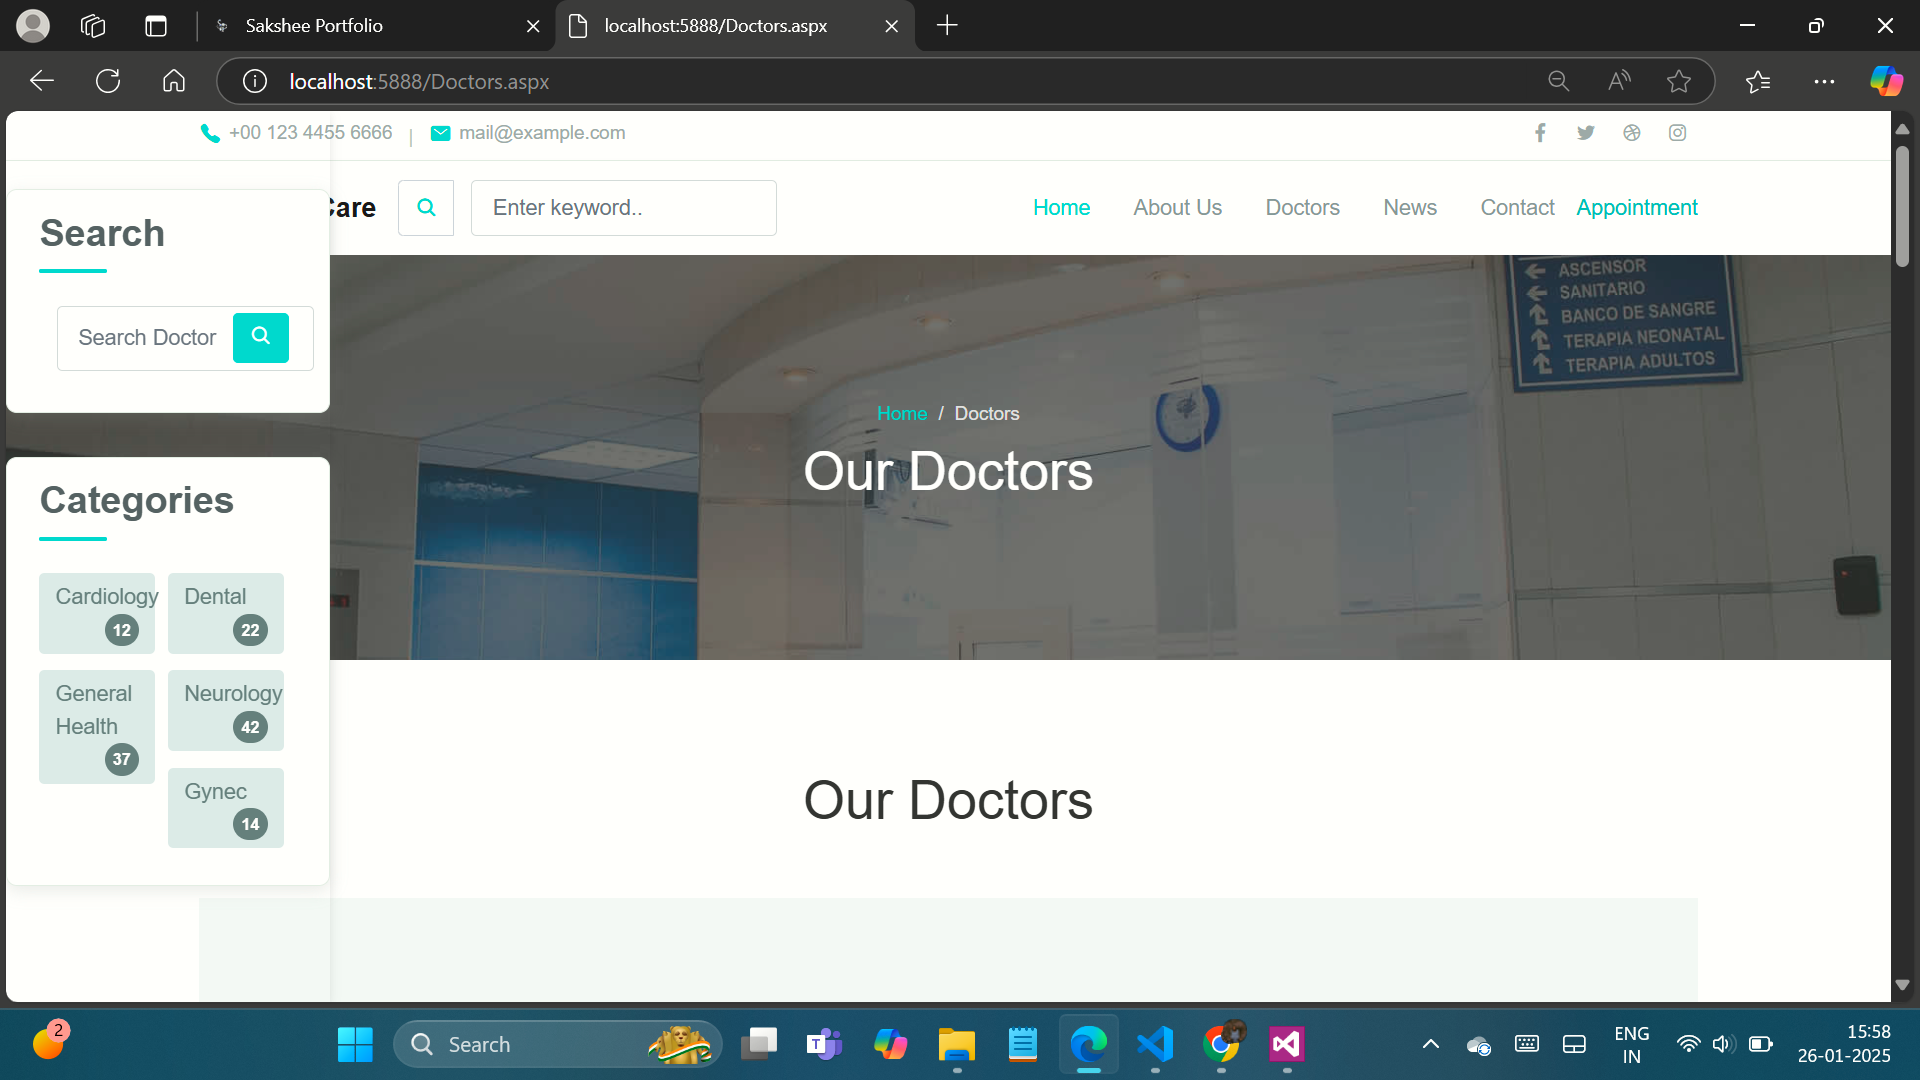 Sakshee Portfolio
localhost:5888/Doctors.aspx
localhost:5888/Doctors.aspx
+00 123 4455 6666 | mail@example.com
Care
Enter keyword..
Home About Us Doctors News Contact Appointment
Search
Search Doctor
ASCENSOR
SANITARIO
BANCO DE SANGRE
TERAPIA NEONATAL
TERAPIA ADULTOS
Home / Doctors
Our Doctors
Categories
Cardiology
12
Dental
22
General
Health
37
Neurology
42
Gynec
14
Our Doctors
2
Search
T
ENG
IN
15:58
26-01-2025